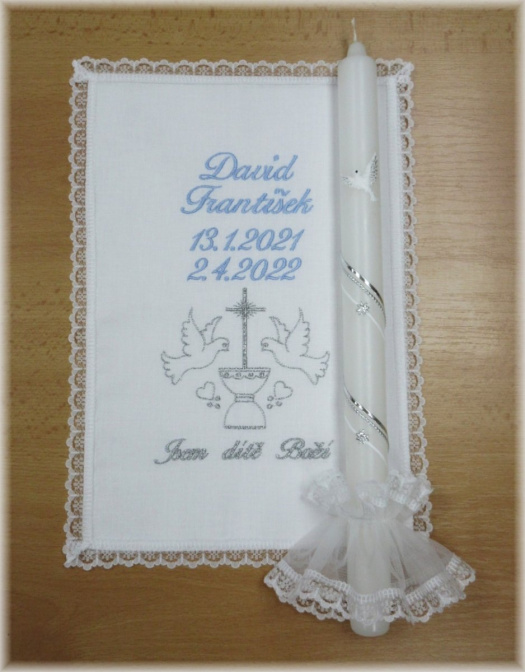 David
František
13.1.2021
2.4.2022
Jsem dítě Boží